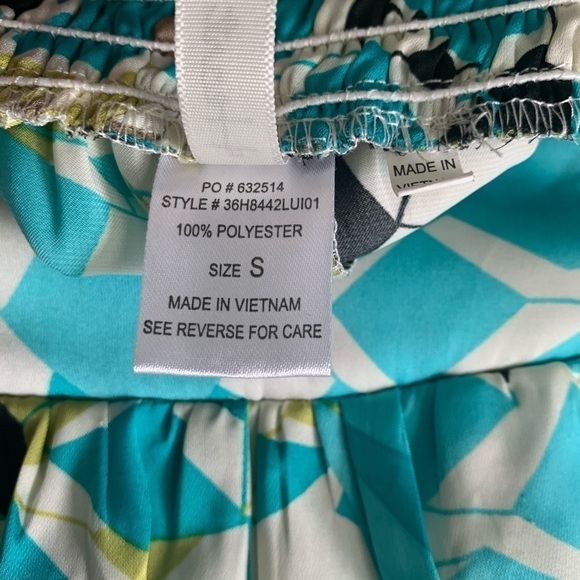 PO # 632514
STYLE # 36H8442LUI01
100% POLYESTER
SIZE S
MADE IN VIETNAM
SEE REVERSE FOR CARE
MADE IN